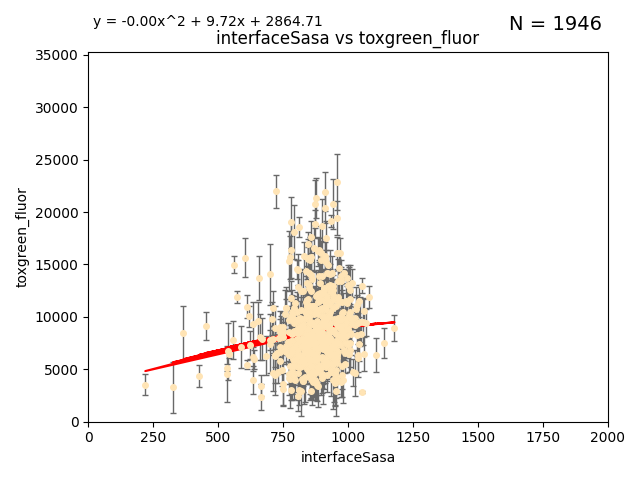 y = -0.00x^2 + 9.72x + 2864.71
N = 1946
interfaceSasa vs toxgreen_fluor
35000
30000
25000
20000
15000
10000
5000
0
toxgreen_fluor
0 250 500 750 1000 1250 1500 1750 2000
interfaceSasa